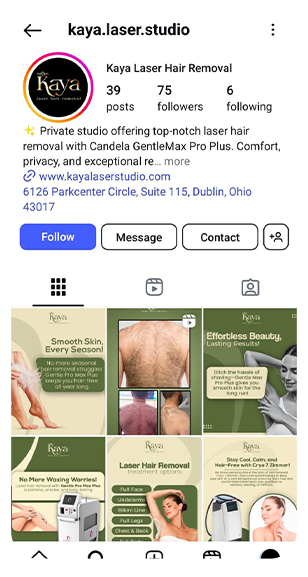 kaya.laser.studio
Kaya
laser hair removal
Kaya Laser Hair Removal
39 75 6
posts followers following
✨ Private studio offering top-notch laser hair
removal with Candela GentleMax Pro Plus. Comfort,
privacy, and exceptional re... more
www.kayalaserstudio.com
6126 Parkcenter Circle, Suite 115, Dublin, Ohio
43017
Follow
Message
Contact
Kaya
Smooth Skin,
Every Season!
No more seasonal
hair removal struggles
Gentle Pro Max Plus
keeps you hair-free
all year long.
Kaya
Effortless Beauty,
Lasting Results!
Ditch the hassle of
shaving—Gentle Max
Pro Plus gives you
smooth skin for the
long run!
Kaya
No More Waxing Worries!
Kaya
Laser Hair Removal
treatment options
Full Face
Underarm
Bikini Line
Full Legs
Chest & Back
Kaya
Stay Cool, Calm, and
Hair-Free with Cryo 7 Zimmer!